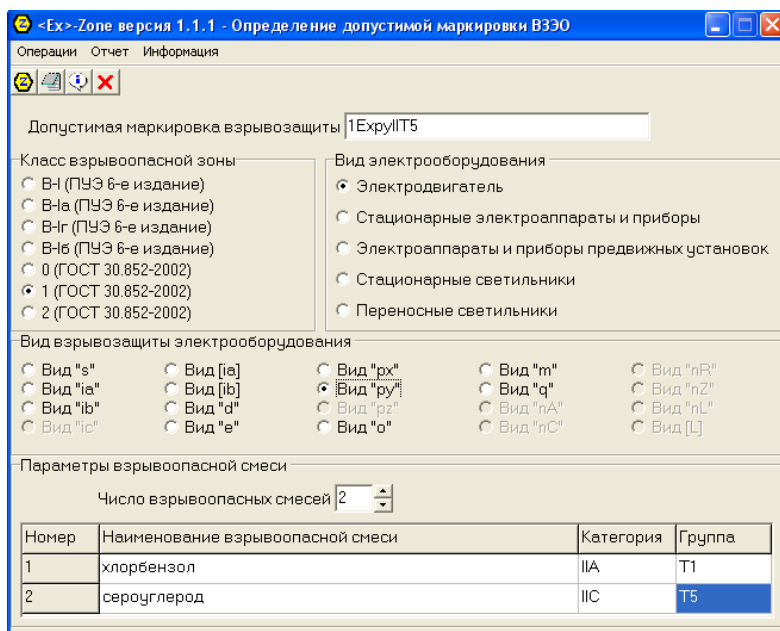 <Ex>-Zone версия 1.1.1 - Определение допустимой маркировки ВЗЭО
Операции Отчет Информация
Допустимая маркировка взрывозащиты 1ExpyIIT5
Класс взрывоопасной зоны
В-I (ПУЭ 6-е издание)
В-Iа (ПУЭ 6-е издание)
В-Iг (ПУЭ 6-е издание)
В-Iб (ПУЭ 6-е издание)
0 (ГОСТ 30.852-2002)
1 (ГОСТ 30.852-2002)
2 (ГОСТ 30.852-2002)
Вид электрооборудования
Электродвигатель
Стационарные электроаппараты и приборы
Электроаппараты и приборы предвижных установок
Стационарные светильники
Переносные светильники
Вид взрывозащиты электрооборудования
Вид "s" Вид [ia] Вид "px" Вид "m" Вид "nR"
Вид "ia" Вид [ib] Вид "py" Вид "q" Вид "nZ"
Вид "ib" Вид "d" Вид "pz" Вид "nA" Вид "nL"
Вид "ic" Вид "e" Вид "o" Вид "nC" Вид [L]
Параметры взрывоопасной смеси
Число взрывоопасных смесей 2
Номер Наименование взрывоопасной смеси Категория Группа
1 хлорбензол IIA T1
2 сероуглерод IIC T5